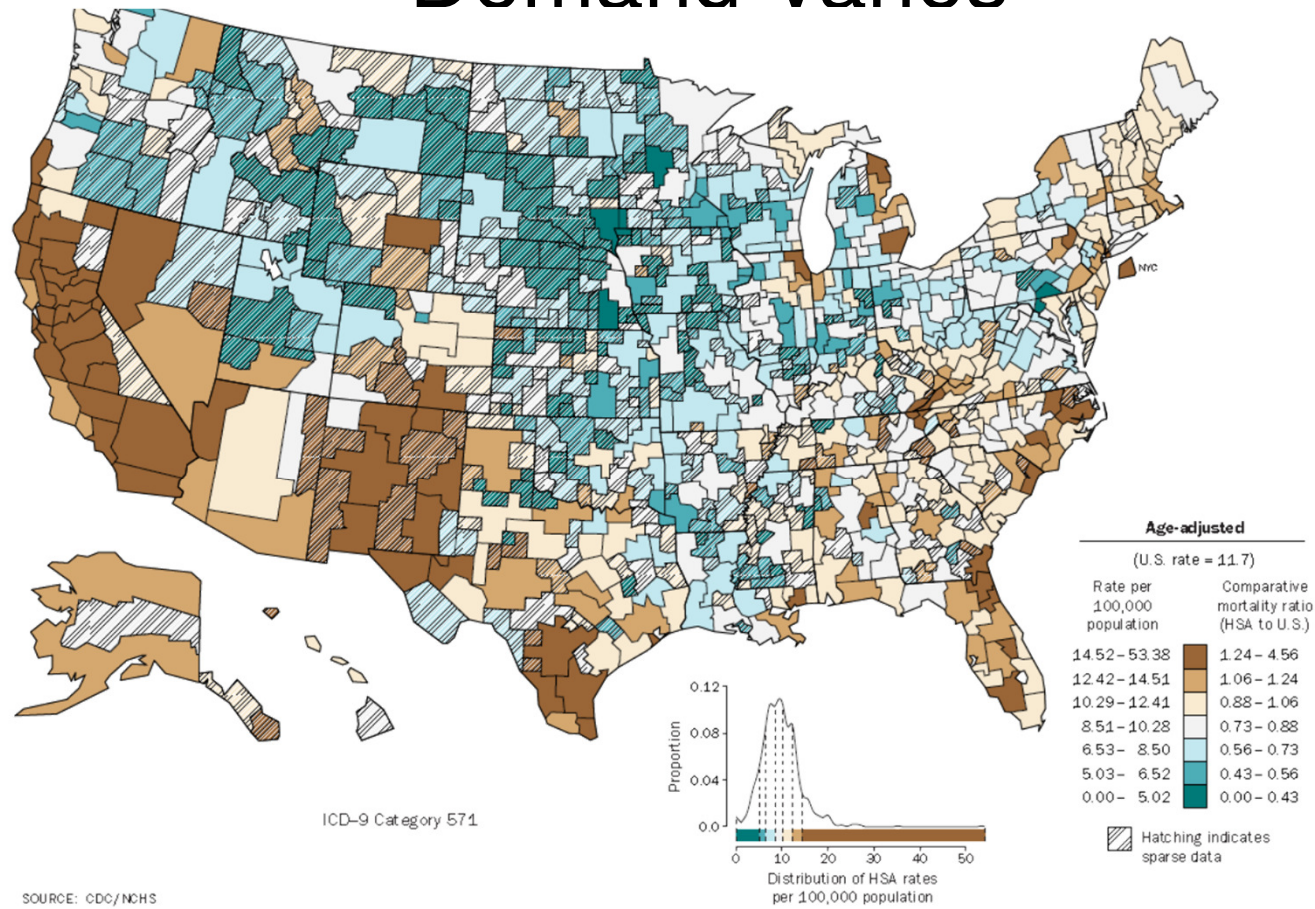 Demand Varies
NYC
Age-adjusted
(U.S. rate = 11.7)
Rate per
100,000
population
Comparative
mortality ratio
(HSA to U.S.)
14.52–53.38 1.24–4.56
12.42–14.51 1.06–1.24
10.29–12.41 0.88–1.06
8.51–10.28 0.73–0.88
6.53– 8.50 0.56–0.73
5.03– 6.52 0.43–0.56
0.00– 5.02 0.00–0.43
Hatching indicates
sparse data
Proportion
0.12
0.08
0.04
0.0
0 10 20 30 40 50
Distribution of HSA rates
per 100,000 population
ICD–9 Category 571
SOURCE: CDC/NCHS